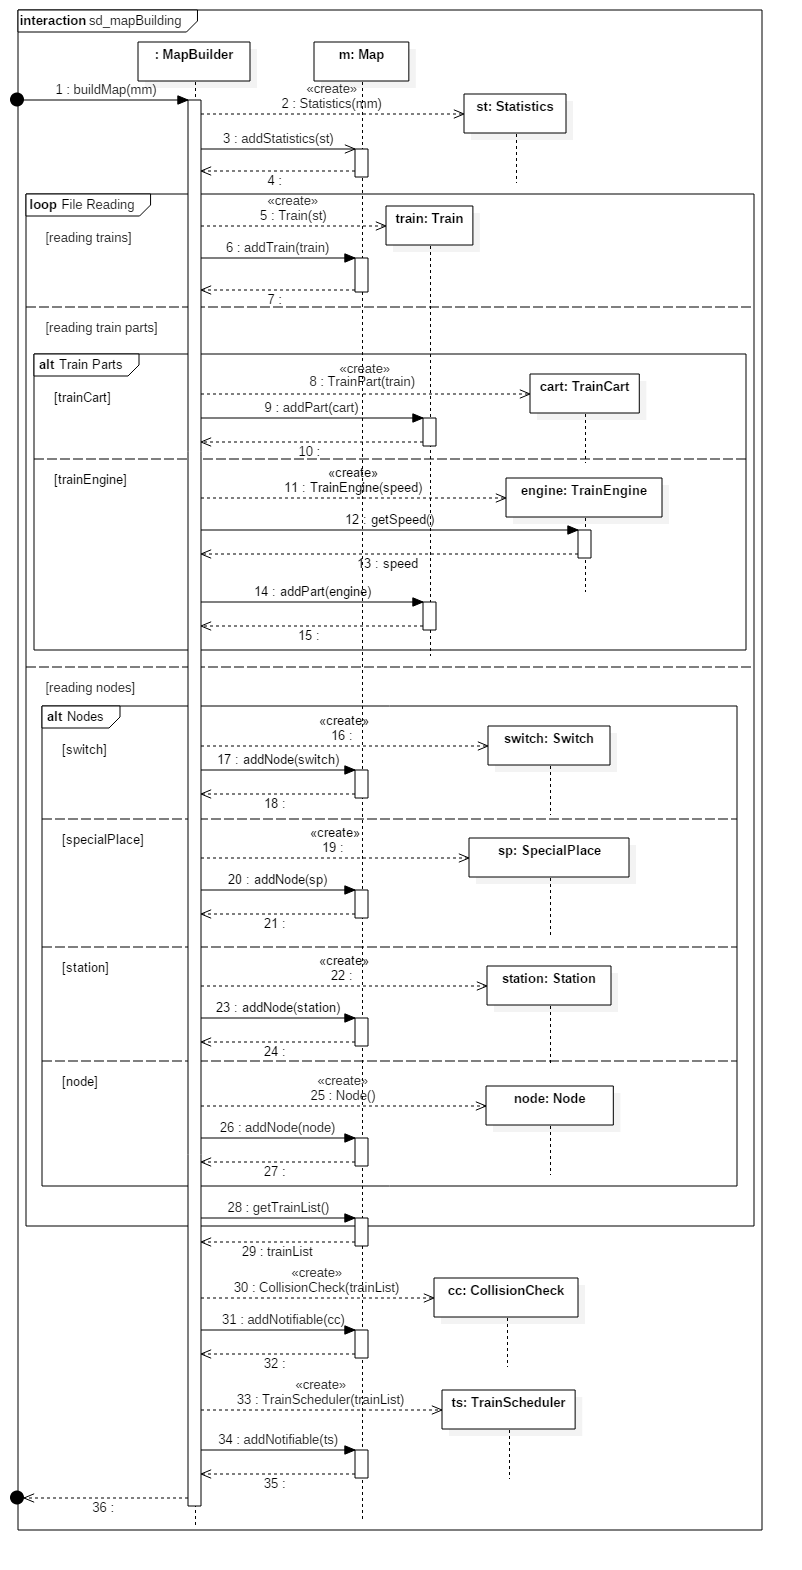 interaction sd_mapBuilding
: MapBuilder
m: Map
1 : buildMap(mm)
«create»
2 : Statistics(mm)
st: Statistics
3 : addStatistics(st)
4 :
loop File Reading
«create»
5 : Train(st)
train: Train
[reading trains]
6 : addTrain(train)
7 :
[reading train parts]
alt Train Parts
«create»
8 : TrainPart(train)
cart: TrainCart
[trainCart]
9 : addPart(cart)
10 :
[trainEngine]
«create»
11 : TrainEngine(speed)
engine: TrainEngine
12 : getSpeed()
13 : speed
14 : addPart(engine)
15 :
[reading nodes]
alt Nodes
«create»
16 :
switch: Switch
[switch]
17 : addNode(switch)
18 :
[specialPlace]
«create»
19 :
sp: SpecialPlace
20 : addNode(sp)
21 :
[station]
«create»
22 :
station: Station
23 : addNode(station)
24 :
[node]
«create»
25 : Node()
node: Node
26 : addNode(node)
27 :
28 : getTrainList()
29 : trainList
«create»
30 : CollisionCheck(trainList)
cc: CollisionCheck
31 : addNotifiable(cc)
32 :
«create»
33 : TrainScheduler(trainList)
ts: TrainScheduler
34 : addNotifiable(ts)
35 :
36 :